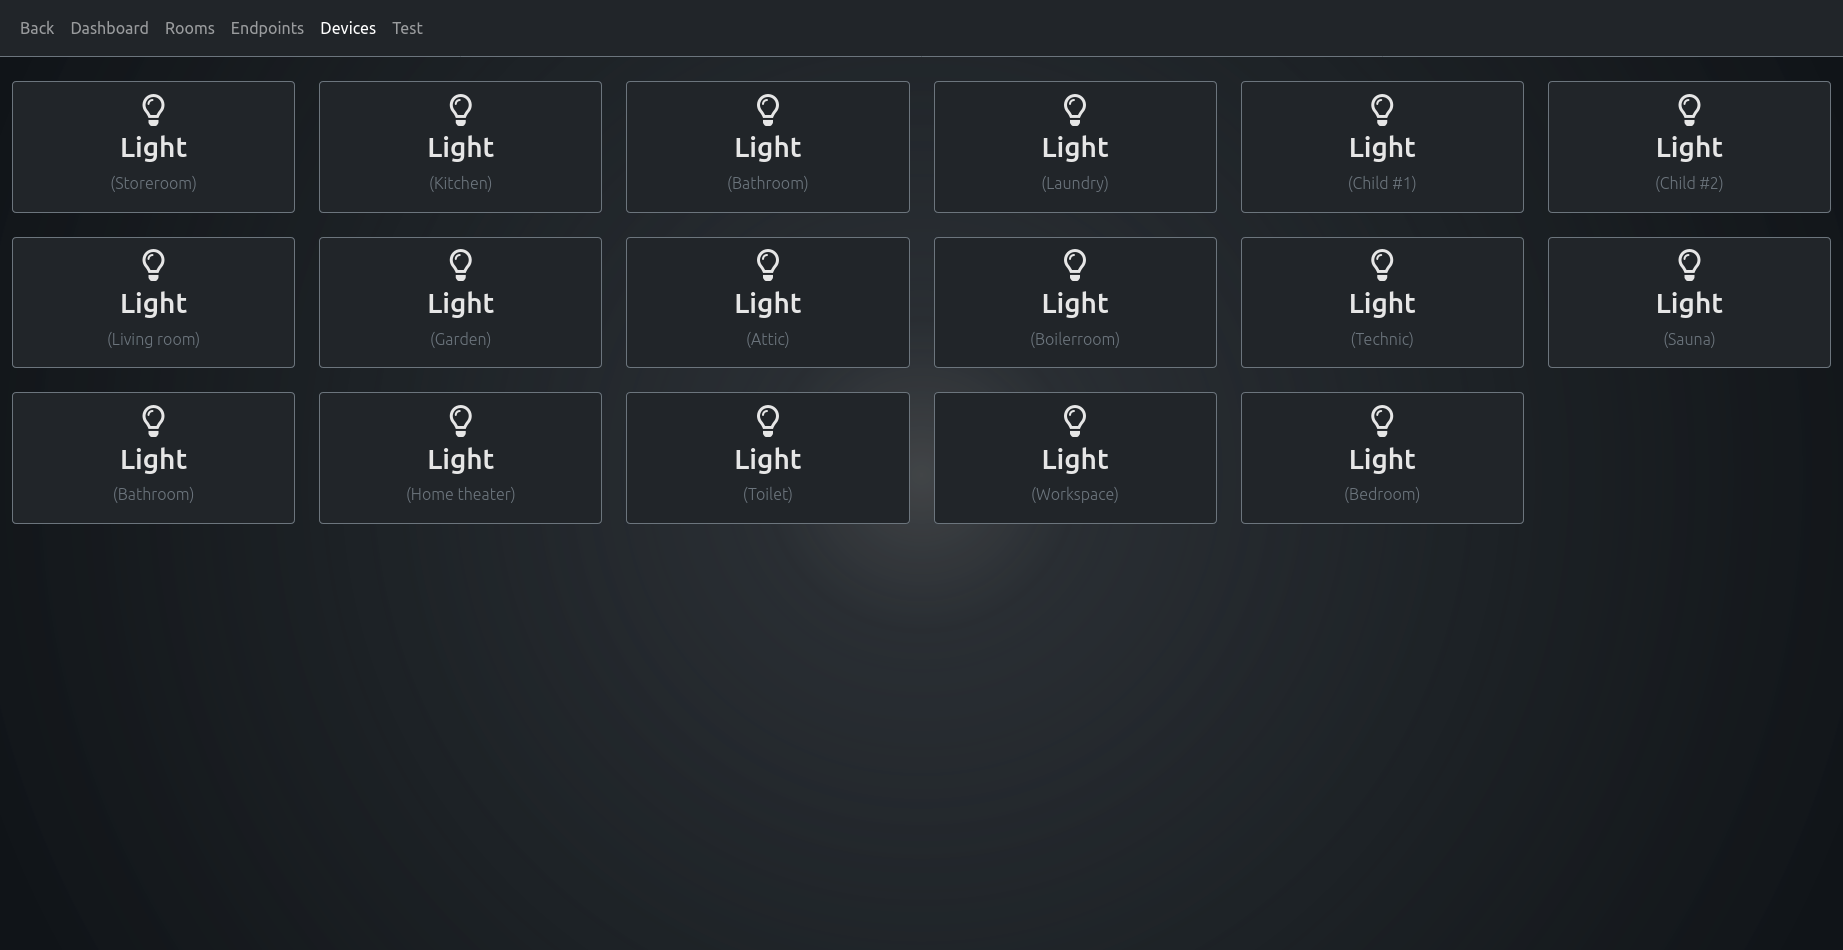 Back Dashboard Rooms Endpoints Devices Test
Light Light Light Light Light Light
(Storeroom) (Kitchen) (Bathroom) (Laundry) (Child #1) (Child #2)
Light Light Light Light Light Light
(Living room) (Garden) (Attic) (Boilerroom) (Technic) (Sauna)
Light Light Light Light Light
(Bathroom) (Home theater) (Toilet) (Workspace) (Bedroom)